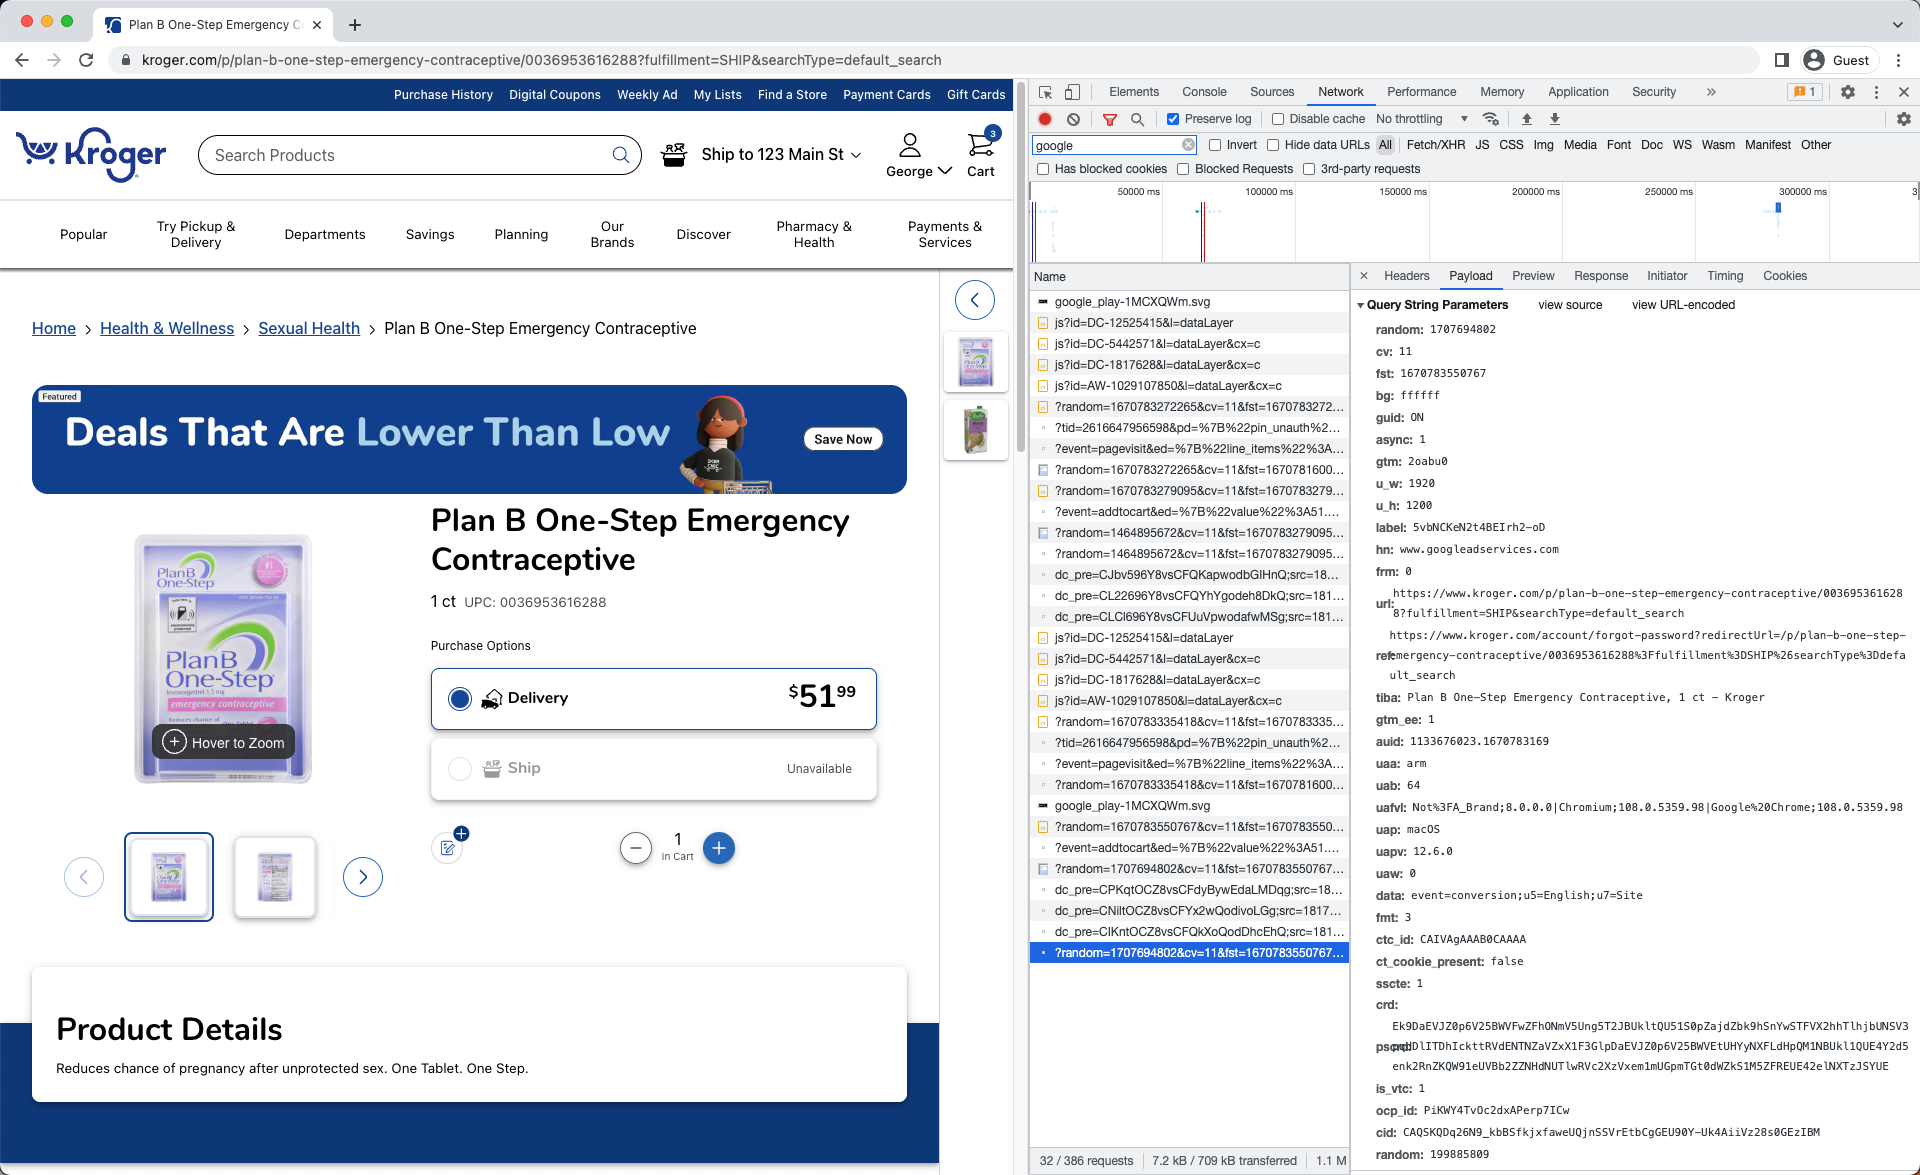 Plan B One-Step Emergency C
kroger.com/p/plan-b-one-step-emergency-contraceptive/0036953616288?fulfillment=SHIP&searchType=default_search
Guest
Purchase History
Digital Coupons
Weekly Ad
My Lists
Find a Store
Payment Cards
Gift Cards
Kroger
Search Products
Ship to 123 Main St
George
3
Cart
Popular
Try Pickup &
Delivery
Departments
Savings
Planning
Our
Brands
Discover
Pharmacy &
Health
Payments &
Services
Home > Health & Wellness > Sexual Health > Plan B One-Step Emergency Contraceptive
Featured
Deals That Are Lower Than Low
Save Now
Plan B One-Step Emergency
Contraceptive
1 ct UPC: 0036953616288
Purchase Options
Delivery
$51 99
Ship
Unavailable
1
In Cart
PlanB
One-Step
#1
PlanB
One-Step
levonorgestrel 1.5 mg
emergency contraceptive
Reduces chance of
Hover to Zoom
Product Details
Reduces chance of pregnancy after unprotected sex. One Tablet. One Step.
Elements
Console
Sources
Network
Performance
Memory
Application
Security
1
Preserve log
Disable cache
No throttling
google
Invert
Hide data URLs
All
Fetch/XHR
JS
CSS
Img
Media
Font
Doc
WS
Wasm
Manifest
Other
Has blocked cookies
Blocked Requests
3rd-party requests
50000 ms
100000 ms
150000 ms
200000 ms
250000 ms
300000 ms
3
Name
google_play-1MCXQWm.svg
js?id=DC-12525415&l=dataLayer
js?id=DC-5442571&l=dataLayer&cx=c
js?id=DC-1817628&l=dataLayer&cx=c
js?id=AW-1029107850&l=dataLayer&cx=c
?random=1670783272265&cv=11&fst=1670783272...
?tid=2616647956598&pd=%7B%22pin_unauth%2...
?event=pagevisit&ed=%7B%22line_items%22%3A...
?random=1670783272265&cv=11&fst=1670781600...
?random=1670783279095&cv=11&fst=1670783279...
?event=addtocart&ed=%7B%22value%22%3A51....
?random=1464895672&cv=11&fst=1670783279095...
?random=1464895672&cv=11&fst=1670783279095...
dc_pre=CJbv596Y8vsCFQKapwodbGIHnQ;src=18...
dc_pre=CL22696Y8vsCFQYhYgodeh8DkQ;src=181...
dc_pre=CLCl696Y8vsCFUuVpwodafwMSg;src=181...
js?id=DC-12525415&l=dataLayer
js?id=DC-5442571&l=dataLayer&cx=c
js?id=DC-1817628&l=dataLayer&cx=c
js?id=AW-1029107850&l=dataLayer&cx=c
?random=1670783335418&cv=11&fst=1670783335...
?tid=2616647956598&pd=%7B%22pin_unauth%2...
?event=pagevisit&ed=%7B%22line_items%22%3A...
?random=1670783335418&cv=11&fst=1670781600...
google_play-1MCXQWm.svg
?random=1670783550767&cv=11&fst=1670783550...
?event=addtocart&ed=%7B%22value%22%3A51....
?random=1707694802&cv=11&fst=1670783550767...
dc_pre=CPKqtOCZ8vsCFdyBywEdaLMDqg;src=18...
dc_pre=CNiltOCZ8vsCFYx2wQodivoLGg;src=1817...
dc_pre=CIKntOCZ8vsCFQkXoQodDhcEhQ;src=181...
?random=1707694802&cv=11&fst=1670783550767...
32 / 386 requests
7.2 kB / 709 kB transferred
1.1 M
Headers
Payload
Preview
Response
Initiator
Timing
Cookies
Query String Parameters
view source
view URL-encoded
random: 1707694802
cv: 11
fst: 1670783550767
bg: ffffff
guid: ON
async: 1
gtm: 2oabu0
u_w: 1920
u_h: 1200
label: 5vbNCKeN2t4BEIrh2-oD
hn: www.googleadservices.com
frm: 0
url: https://www.kroger.com/p/plan-b-one-step-emergency-contraceptive/003695361628
8?fulfillment=SHIP&searchType=default_search
ref: https://www.kroger.com/account/forgot-password?redirectUrl=/p/plan-b-one-step-
emergency-contraceptive/0036953616288%3Ffulfillment%3DSHIP%26searchType%3Ddefa
ult_search
tiba: Plan B One-Step Emergency Contraceptive, 1 ct - Kroger
gtm_ee: 1
auid: 1133676023.1670783169
uaa: arm
uab: 64
uafvl: Not%3FA_Brand;8.0.0.0|Chromium;108.0.5359.98|Google%20Chrome;108.0.5359.98
uap: macOS
uapv: 12.6.0
uaw: 0
data: event=conversion;u5=English;u7=Site
fmt: 3
ctc_id: CAIVAgAAAB0CAAAA
ct_cookie_present: false
sscte: 1
crd:
pscrd:
Ek9DaEVJZ0p6V25BWVFwZFhONmV5Ung5T2JBUkltQU51S0pZajdZbk9hSnYwSTFVX2hhTlhjbUNSV3
enk2RnZKQW91eUVBb2ZZNHdNUTlwRVc2XzVxem1mUGpmTGt0dWZkS1M5ZFREUE42elNXTzJSYUE
is_vtc: 1
ocp_id: PiKWY4TvOc2dxAPerp7ICw
cid: CAQSKQDq26N9_kbBSfkjxfaweUQjnSSVrEtbCgGEU90Y-Uk4AiiVz28s0GEzIBM
random: 199885809